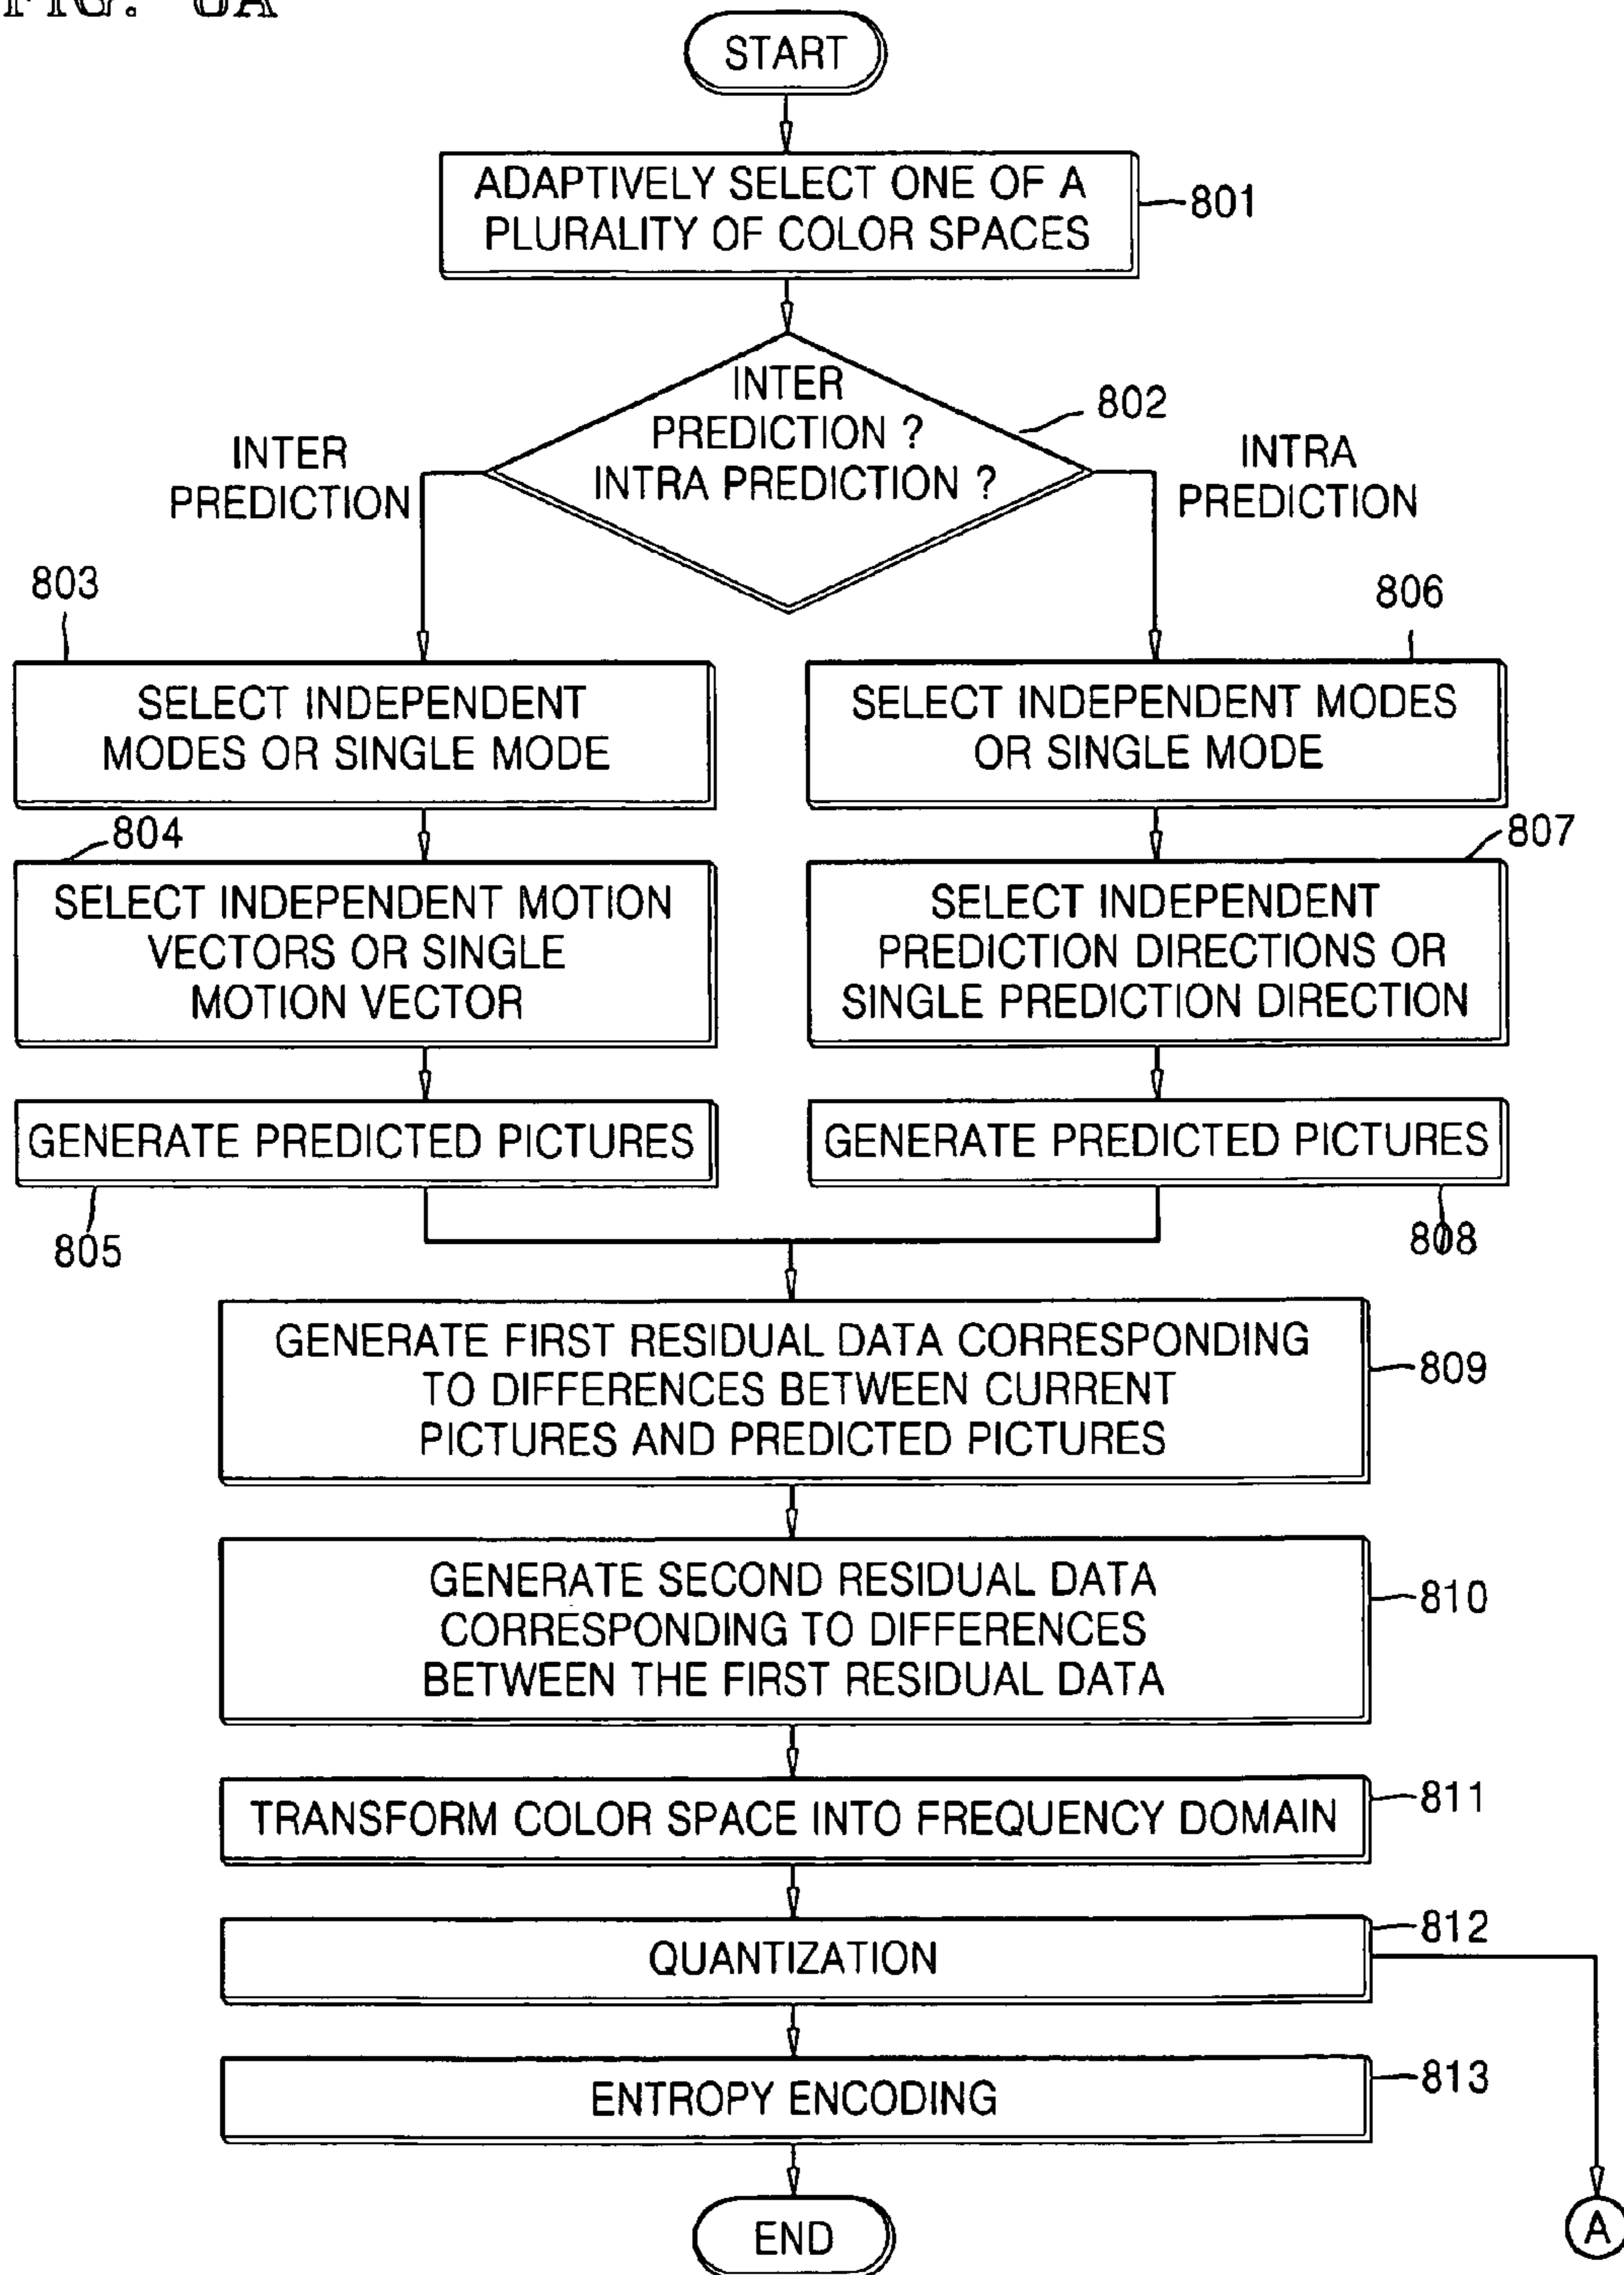 FIG. 8A
START
ADAPTIVELY SELECT ONE OF A
PLURALITY OF COLOR SPACES
801
INTER
PREDICTION ?
INTRA PREDICTION ?
802
INTER
PREDICTION
INTRA
PREDICTION
803
SELECT INDEPENDENT
MODES OR SINGLE MODE
806
SELECT INDEPENDENT MODES
OR SINGLE MODE
804
SELECT INDEPENDENT MOTION
VECTORS OR SINGLE
MOTION VECTOR
807
SELECT INDEPENDENT
PREDICTION DIRECTIONS OR
SINGLE PREDICTION DIRECTION
GENERATE PREDICTED PICTURES
805
GENERATE PREDICTED PICTURES
808
GENERATE FIRST RESIDUAL DATA CORRESPONDING
TO DIFFERENCES BETWEEN CURRENT
PICTURES AND PREDICTED PICTURES
809
GENERATE SECOND RESIDUAL DATA
CORRESPONDING TO DIFFERENCES
BETWEEN THE FIRST RESIDUAL DATA
810
TRANSFORM COLOR SPACE INTO FREQUENCY DOMAIN
811
QUANTIZATION
812
ENTROPY ENCODING
813
END
A